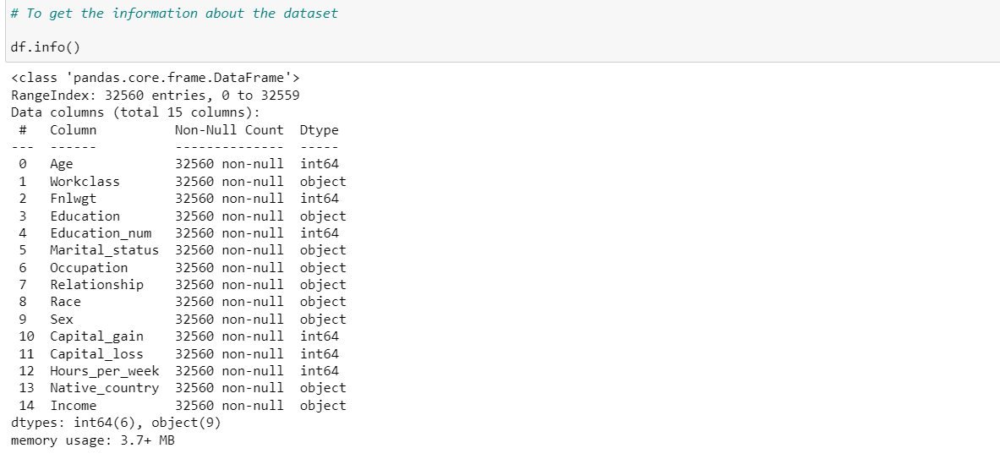 # To get the information about the dataset
df.info()
<class 'pandas.core.frame.DataFrame'>
RangeIndex: 32560 entries, 0 to 32559
Data columns (total 15 columns):
 #   Column          Non-Null Count  Dtype
---  ------          --------------  -----
 0   Age             32560 non-null  int64
 1   Workclass       32560 non-null  object
 2   Fnlwgt          32560 non-null  int64
 3   Education       32560 non-null  object
 4   Education_num   32560 non-null  int64
 5   Marital_status  32560 non-null  object
 6   Occupation      32560 non-null  object
 7   Relationship    32560 non-null  object
 8   Race            32560 non-null  object
 9   Sex             32560 non-null  object
 10  Capital_gain    32560 non-null  int64
 11  Capital_loss    32560 non-null  int64
 12  Hours_per_week  32560 non-null  int64
 13  Native_country  32560 non-null  object
 14  Income          32560 non-null  object
dtypes: int64(6), object(9)
memory usage: 3.7+ MB